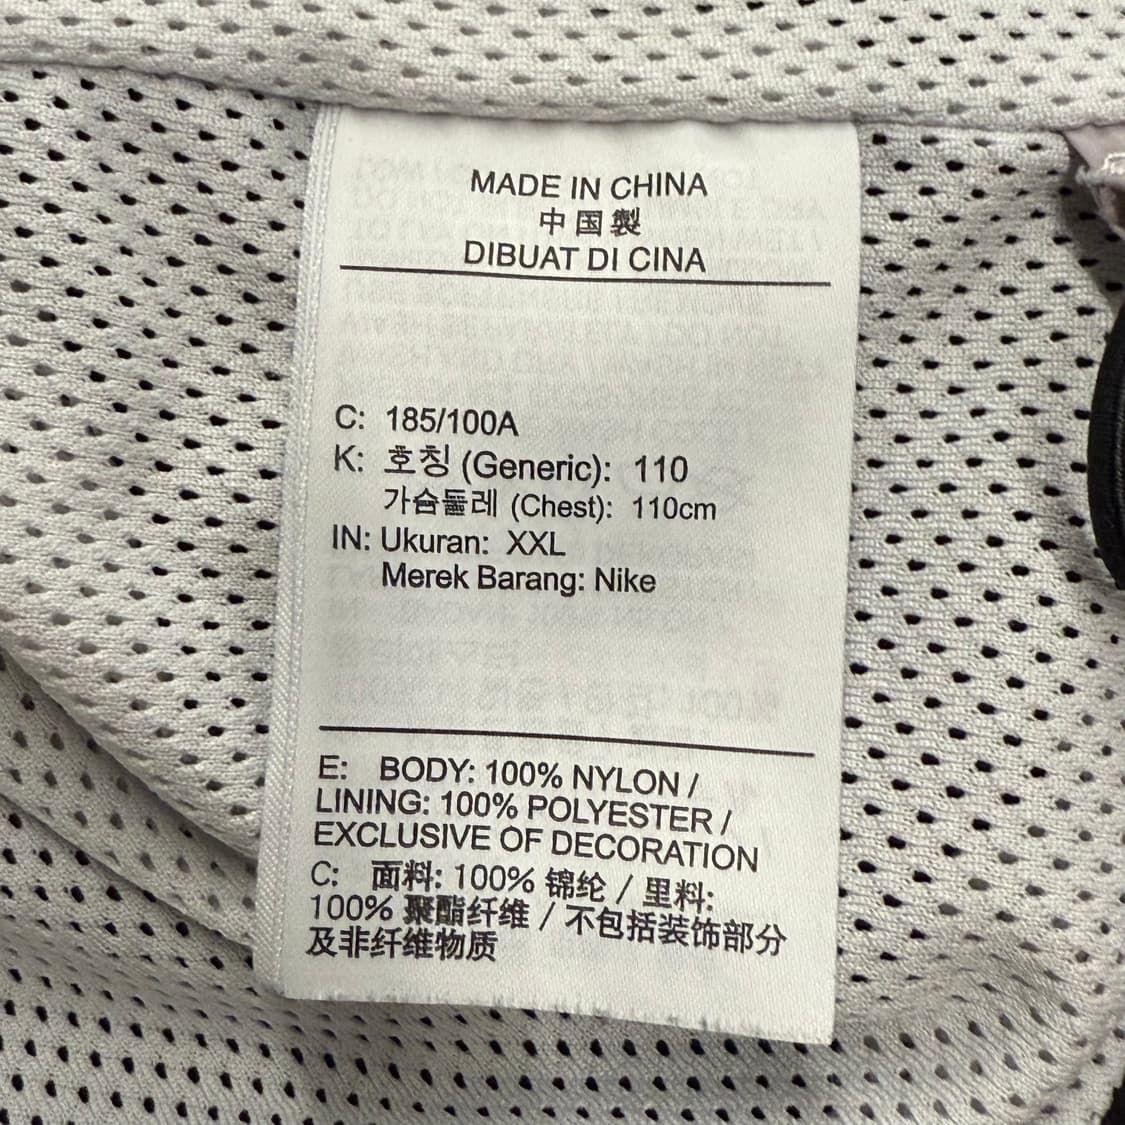 MADE IN CHINA
中国製
DIBUAT DI CINA
C: 185/100A
K: 호칭 (Generic): 110
가슴둘레 (Chest): 110cm
IN: Ukuran: XXL
Merek Barang: Nike
E: BODY: 100% NYLON /
LINING: 100% POLYESTER /
EXCLUSIVE OF DECORATION
C: 面料: 100% 锦纶 / 里料:
100% 聚酯纤维 / 不包括装饰部分
及非纤维物质